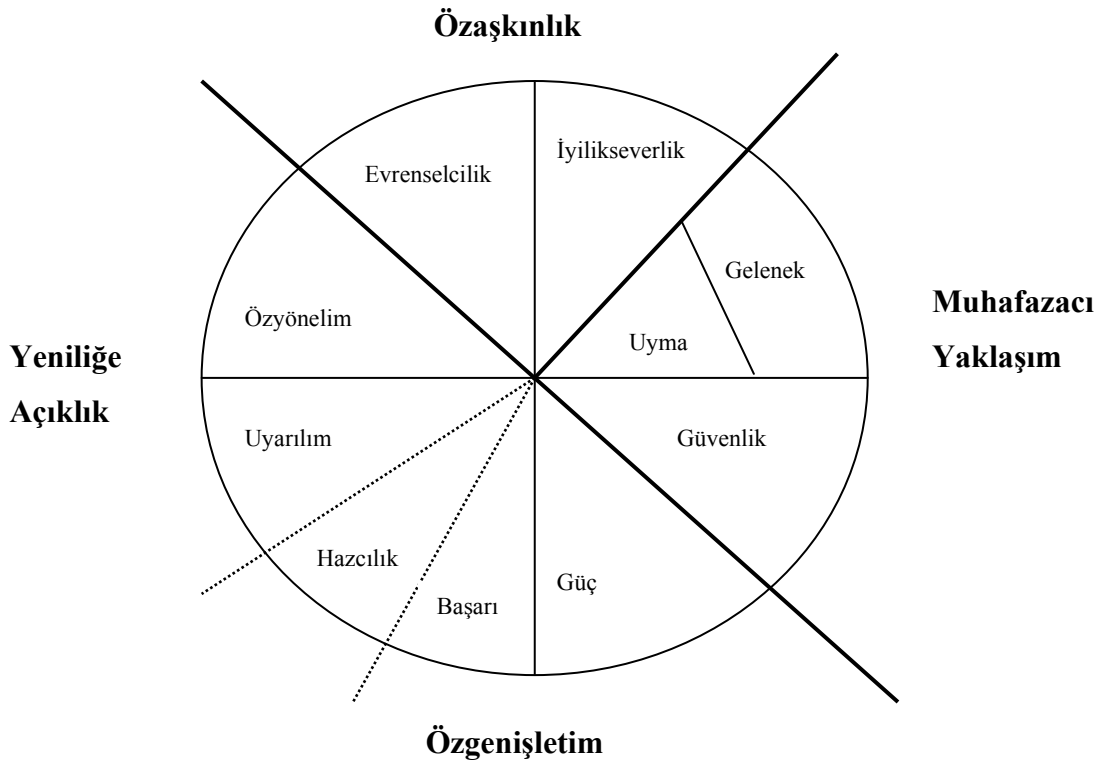 Özaşkınlık
İyilikseverlik
Evrenselcilik
Gelenek
Özyönelim
Uyma
Muhafazacı
Yaklaşım
Yeniliğe
Açıklık
Uyarılım
Güvenlik
Hazcılık
Güç
Başarı
Özgenişletim